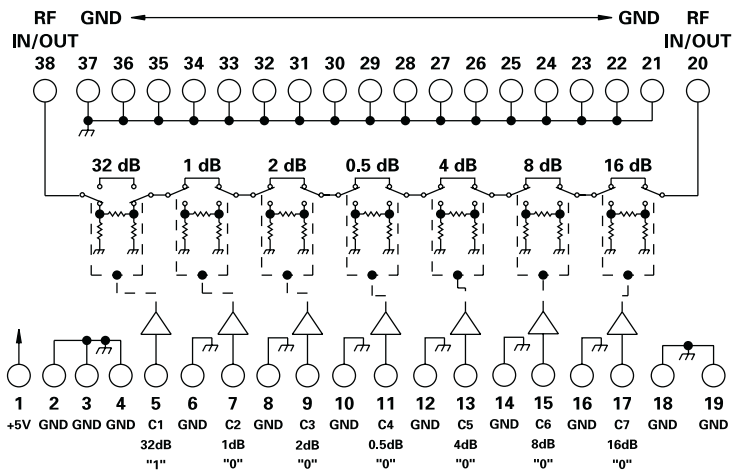 RF GND GND RF
IN/OUT IN/OUT
38 37 36 35 34 33 32 31 30 29 28 27 26 25 24 23 22 21 20
32 dB 1 dB 2 dB 0.5 dB 4 dB 8 dB 16 dB
1 2 3 4 5 6 7 8 9 10 11 12 13 14 15 16 17 18 19
+5V GND GND GND C1 GND C2 GND C3 GND C4 GND C5 GND C6 GND C7 GND GND
32dB 1dB 2dB 0.5dB 4dB 8dB 16dB
"1" "0" "0" "0" "0" "0" "0"